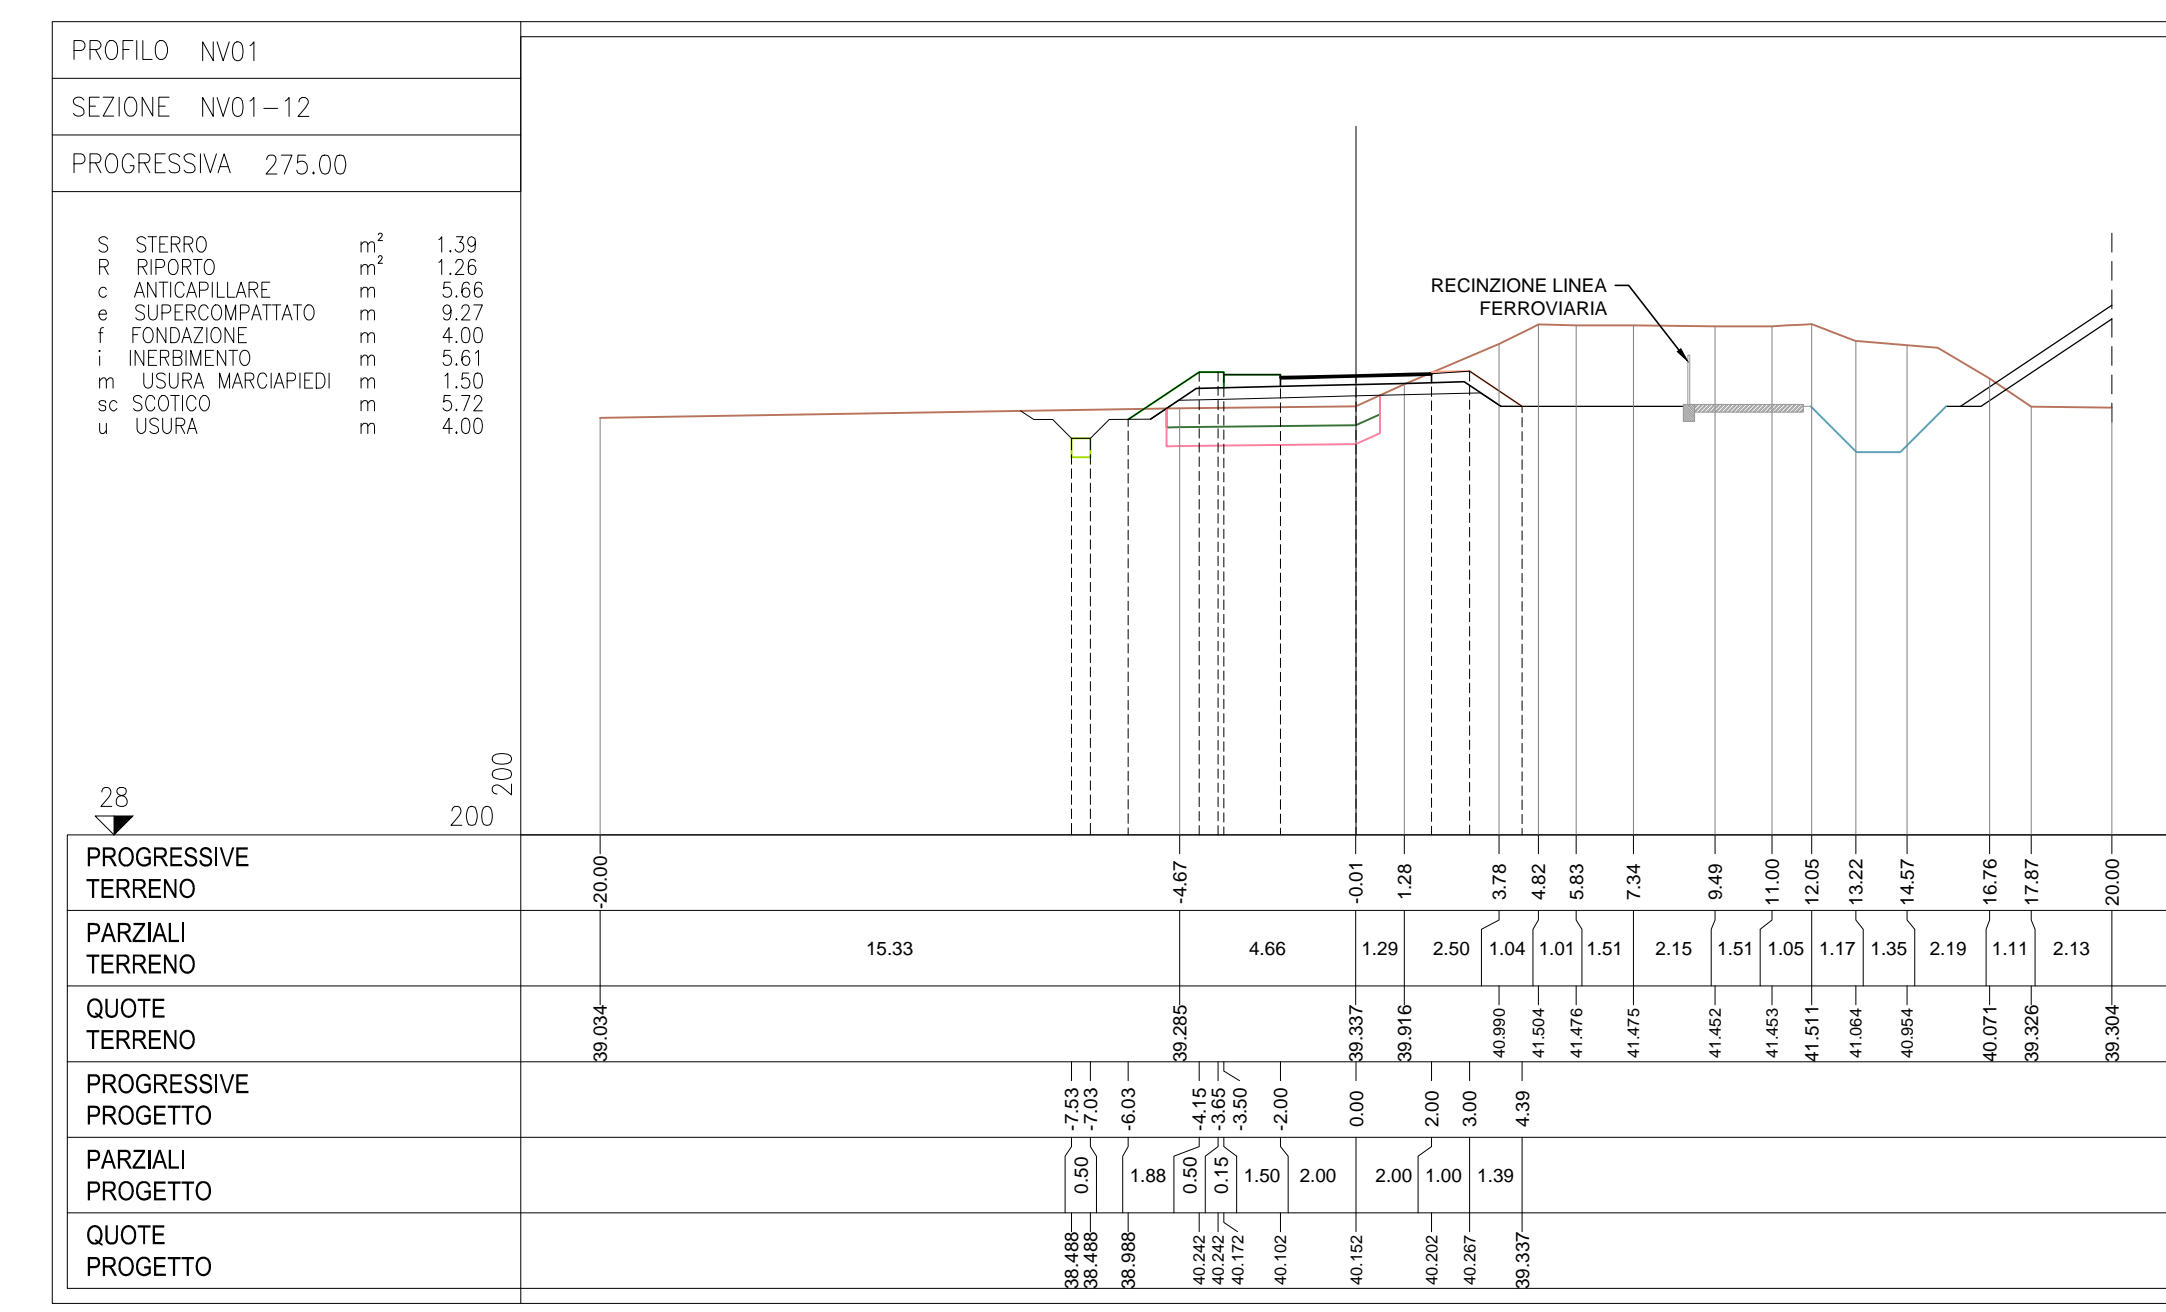 PROFILO NV01
SEZIONE NV01-12
PROGRESSIVA 275.00
S STERRO m² 1.39
R RIPORTO m² 1.26
c ANTICAPILLARE m 5.66
e SUPERCOMPATTATO m 9.27
f FONDAZIONE m 4.00
i INERBIMENTO m 5.61
m USURA MARCIAPIEDI m 1.50
sc SCOTICO m 5.72
u USURA m 4.00
RECINZIONE LINEA
FERROVIARIA
28
200
200
PROGRESSIVE
TERRENO
-20.00 -4.67 -0.01 1.28 3.78 4.82 5.83 7.34 9.49 11.00 12.05 13.22 14.57 16.76 17.87 20.00
PARZIALI
TERRENO
15.33 4.66 1.29 2.50 1.04 1.01 1.51 2.15 1.51 1.05 1.17 1.35 2.19 1.11 2.13
QUOTE
TERRENO
39.034 39.285 39.337 39.916 40.990 41.504 41.476 41.475 41.452 41.453 41.511 41.064 40.954 40.071 39.326 39.304
PROGRESSIVE
PROGETTO
-7.53 -7.03 -6.03 -4.15 -3.65 -3.50 -2.00 0.00 2.00 3.00 4.39
PARZIALI
PROGETTO
0.50 1.88 0.50 0.15 1.50 2.00 2.00 1.00 1.39
QUOTE
PROGETTO
38.488 38.488 38.988 40.242 40.242 40.172 40.102 40.152 40.202 40.267 39.337